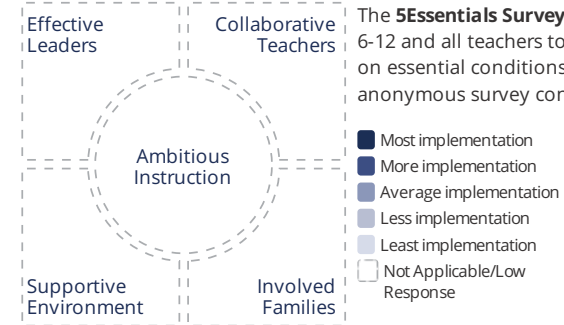 Effective
Leaders
Collaborative
Teachers
Ambitious
Instruction
Supportive
Environment
Involved
Families
The 5Essentials Survey
6-12 and all teachers to
on essential conditions
anonymous survey con
Most implementation
More implementation
Average implementation
Less implementation
Least implementation
Not Applicable/Low
Response